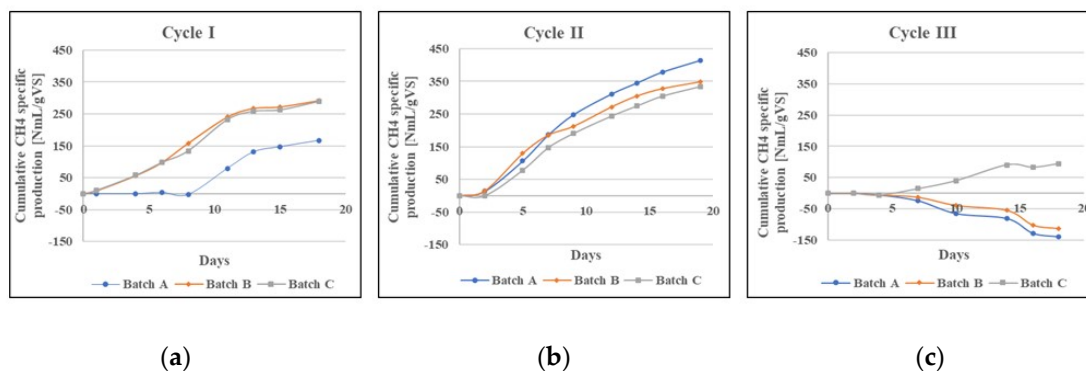 Cycle I
Cumulative CH4 specific
production [NmL/gVS]
450
350
250
150
50
-50
-150
0
5
10
15
20
Days
Batch A
Batch B
Batch C
Cycle II
Cumulative CH4 specific
production [NmL/gVS]
450
350
250
150
50
-50
-150
0
5
10
15
20
Days
Batch A
Batch B
Batch C
Cycle III
Cumulative CH4 specific
production [NmL/gVS]
450
350
250
150
50
-50
-150
0
5
10
15
20
Days
Batch A
Batch B
Batch C
(a)
(b)
(c)